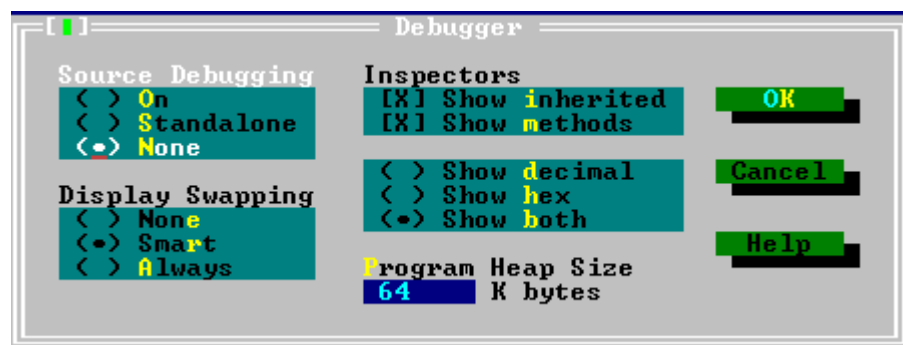 [▮] Debugger
Source Debugging
( ) On
( ) Standalone
(•) None
Display Swapping
( ) None
(•) Smart
( ) Always
Inspectors
[X] Show inherited
[X] Show methods
( ) Show decimal
( ) Show hex
(•) Show both
Program Heap Size
64 K bytes
OK
Cancel
Help